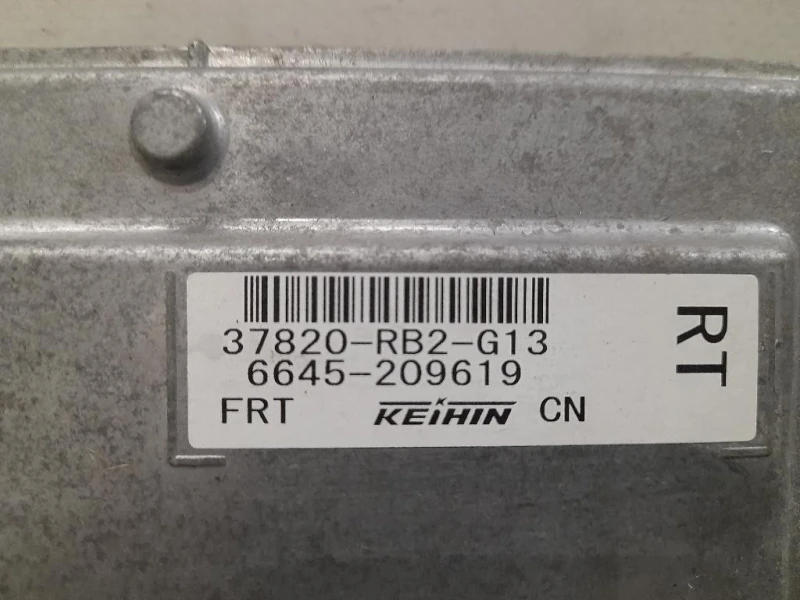 37820-RB2-G13
6645-209619
FRT KEIHIN CN
RT